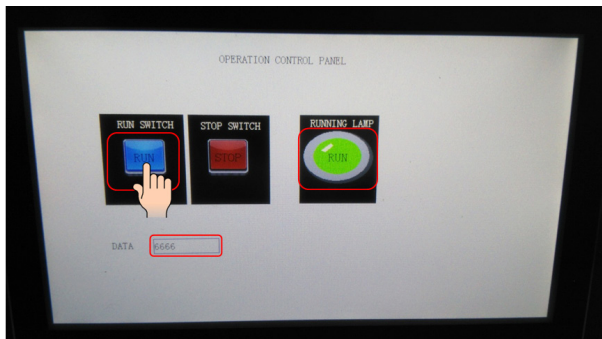 OPERATION CONTROL PANEL
RUN SWITCH STOP SWITCH RUNNING LAMP
RUN STOP RUN
DATA 6666